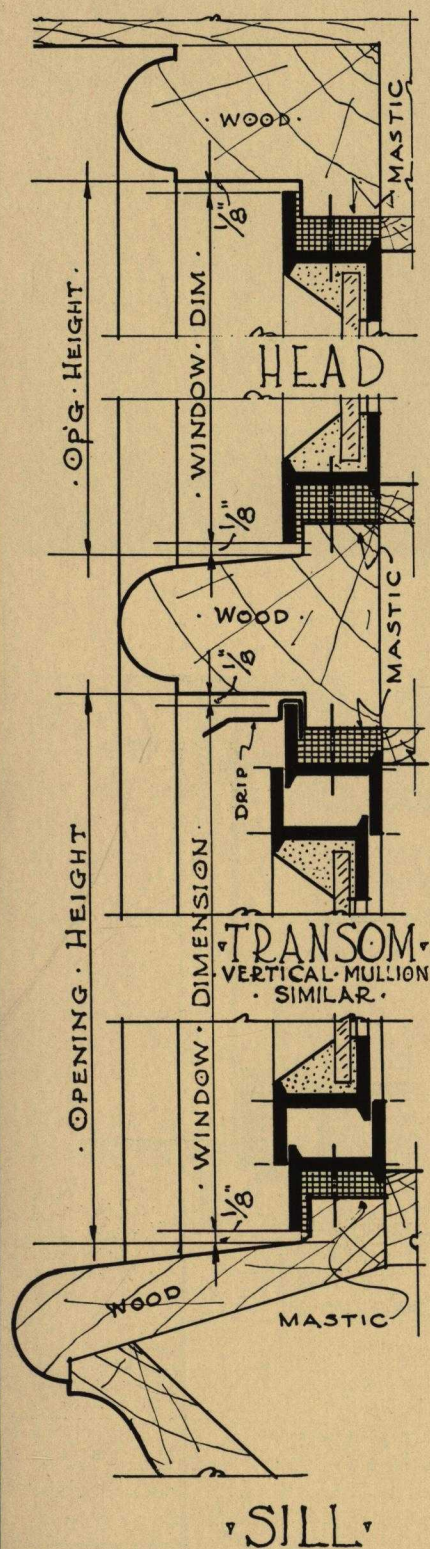 · WOOD ·
MASTIC
1/8"
· OP'G · HEIGHT ·
· WINDOW · DIM ·
HEAD
1/8"
· WOOD ·
MASTIC
1/8"
DRIP
· OPENING · HEIGHT
· WINDOW · DIMENSION ·
· TRANSOM ·
· VERTICAL · MULLION
· SIMILAR ·
1/8"
WOOD
MASTIC
· SILL ·